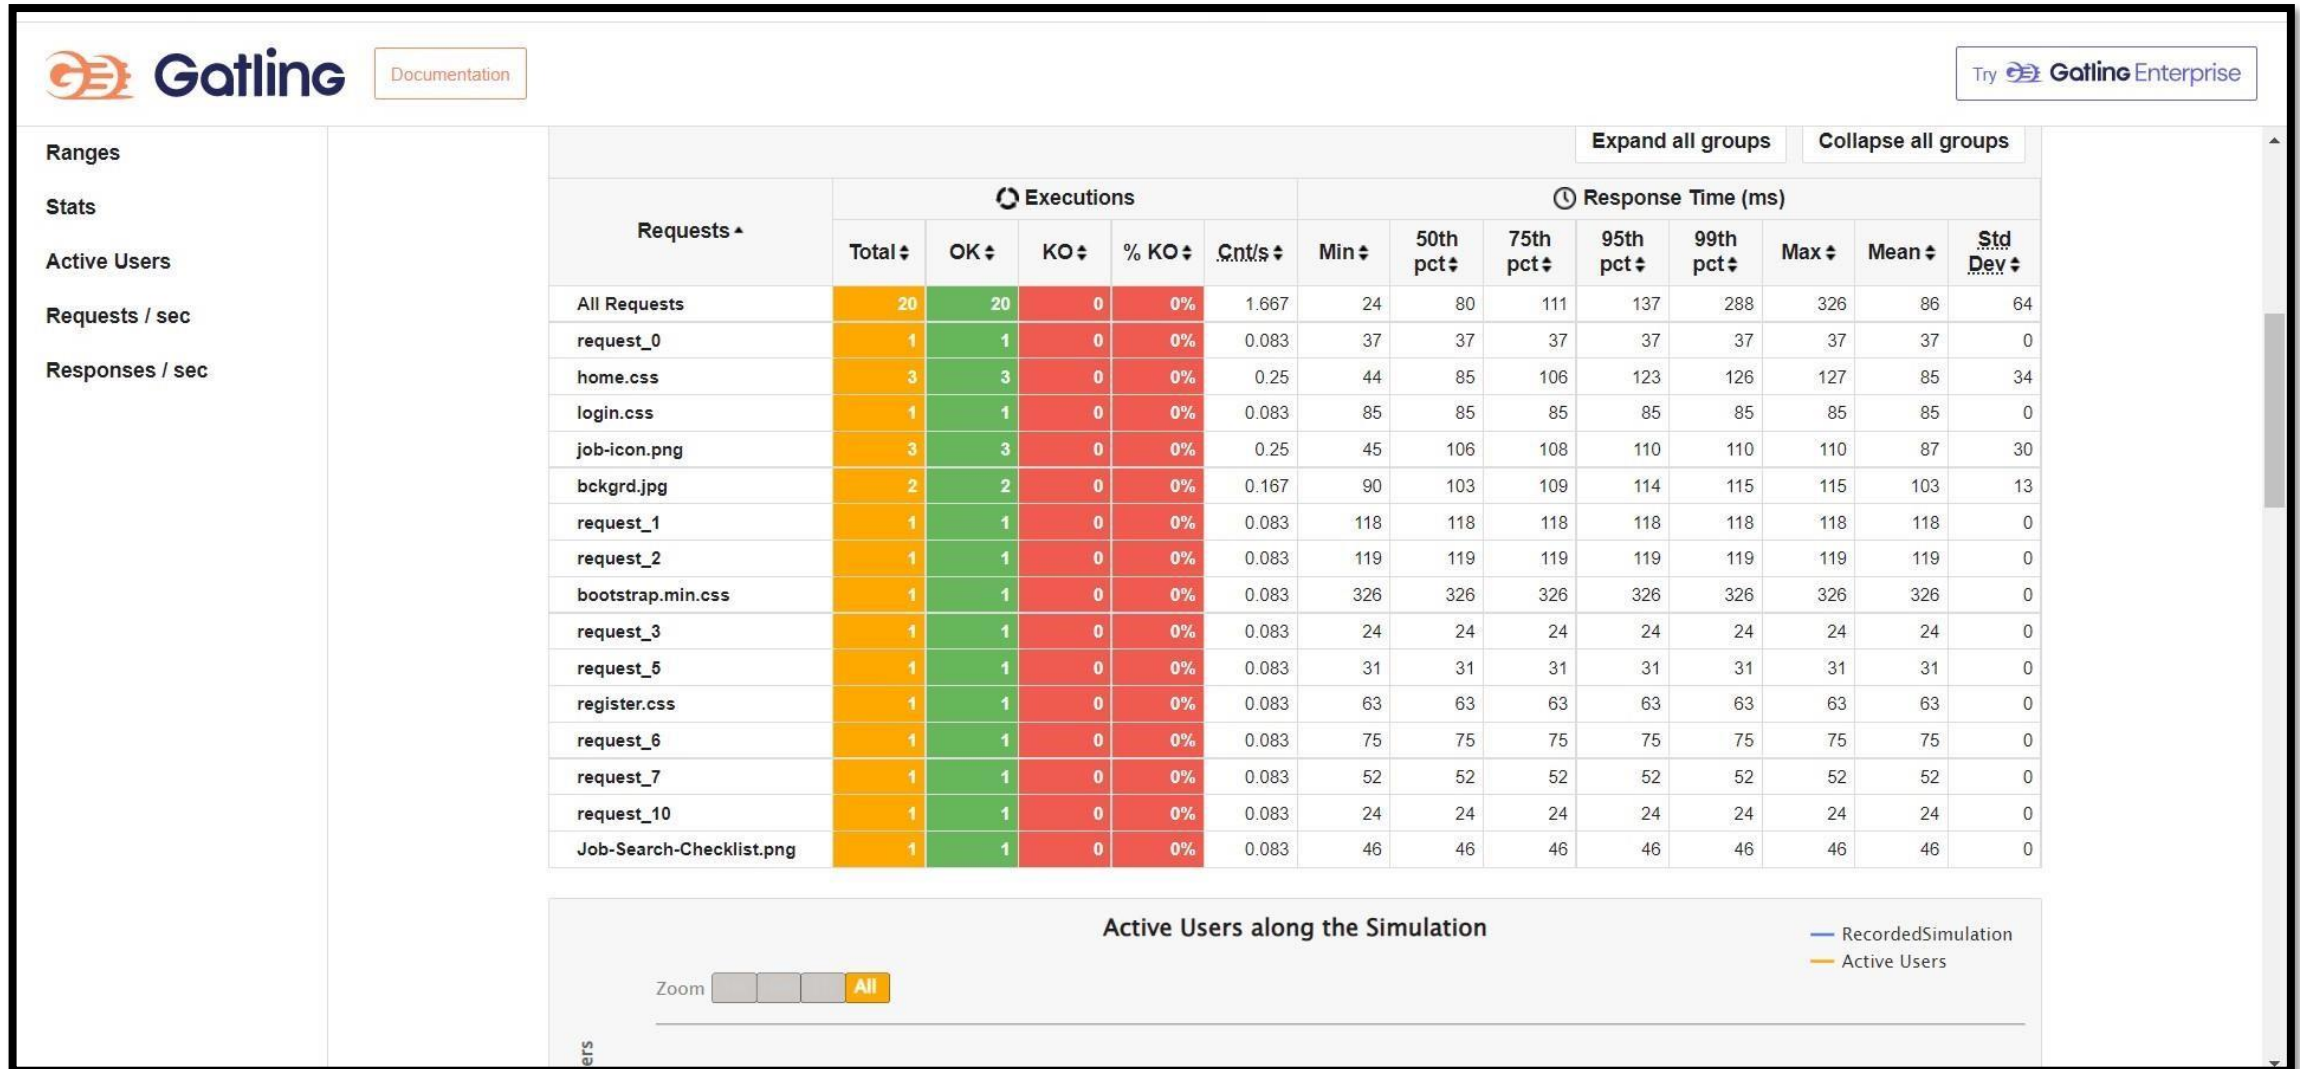 Gatling Documentation Try Gatling Enterprise
Ranges
Stats
Active Users
Requests / sec
Responses / sec
Expand all groups Collapse all groups
Requests Executions Response Time (ms)
Total OK KO % KO Cnt/s Min 50th pct 75th pct 95th pct 99th pct Max Mean Std Dev
All Requests 20 20 0 0% 1.667 24 80 111 137 288 326 86 64
request_0 1 1 0 0% 0.083 37 37 37 37 37 37 37 0
home.css 3 3 0 0% 0.25 44 85 106 123 126 127 85 34
login.css 1 1 0 0% 0.083 85 85 85 85 85 85 85 0
job-icon.png 3 3 0 0% 0.25 45 106 108 110 110 110 87 30
bckgrd.jpg 2 2 0 0% 0.167 90 103 109 114 115 115 103 13
request_1 1 1 0 0% 0.083 118 118 118 118 118 118 118 0
request_2 1 1 0 0% 0.083 119 119 119 119 119 119 119 0
bootstrap.min.css 1 1 0 0% 0.083 326 326 326 326 326 326 326 0
request_3 1 1 0 0% 0.083 24 24 24 24 24 24 24 0
request_5 1 1 0 0% 0.083 31 31 31 31 31 31 31 0
register.css 1 1 0 0% 0.083 63 63 63 63 63 63 63 0
request_6 1 1 0 0% 0.083 75 75 75 75 75 75 75 0
request_7 1 1 0 0% 0.083 52 52 52 52 52 52 52 0
request_10 1 1 0 0% 0.083 24 24 24 24 24 24 24 0
Job-Search-Checklist.png 1 1 0 0% 0.083 46 46 46 46 46 46 46 0
Active Users along the Simulation
RecordedSimulation
Active Users
Zoom All
ers